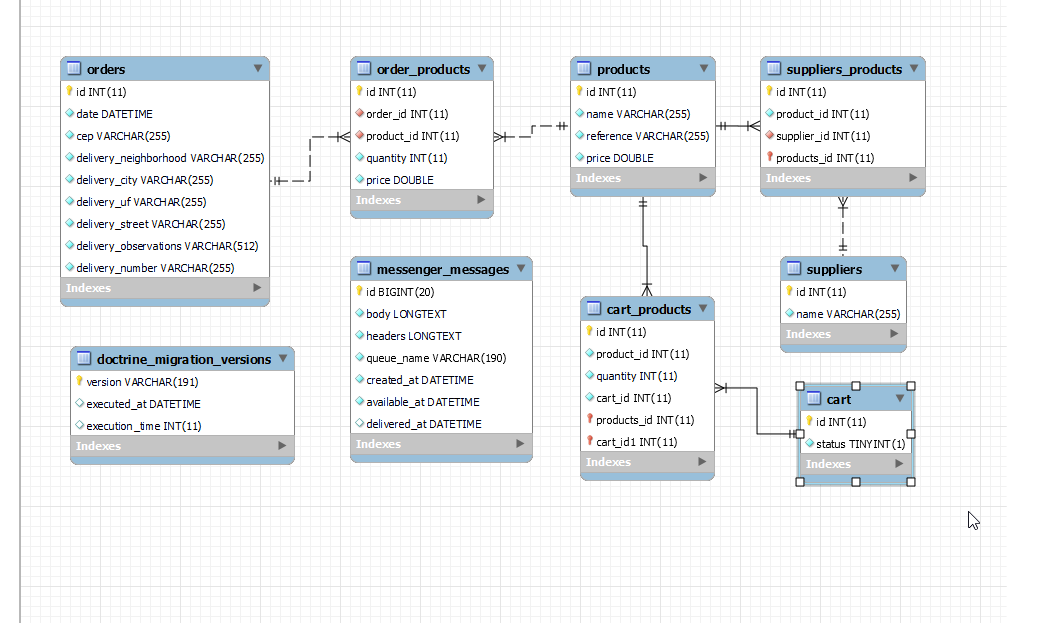 orders
id INT(11)
date DATETIME
cep VARCHAR(255)
delivery_neighborhood VARCHAR(255)
delivery_city VARCHAR(255)
delivery_uf VARCHAR(255)
delivery_street VARCHAR(255)
delivery_observations VARCHAR(512)
delivery_number VARCHAR(255)
Indexes
order_products
id INT(11)
order_id INT(11)
product_id INT(11)
quantity INT(11)
price DOUBLE
Indexes
products
id INT(11)
name VARCHAR(255)
reference VARCHAR(255)
price DOUBLE
Indexes
suppliers_products
id INT(11)
product_id INT(11)
supplier_id INT(11)
products_id INT(11)
Indexes
doctrine_migration_versions
version VARCHAR(191)
executed_at DATETIME
execution_time INT(11)
Indexes
messenger_messages
id BIGINT(20)
body LONGTEXT
headers LONGTEXT
queue_name VARCHAR(190)
created_at DATETIME
available_at DATETIME
delivered_at DATETIME
Indexes
cart_products
id INT(11)
product_id INT(11)
quantity INT(11)
cart_id INT(11)
products_id INT(11)
cart_id1 INT(11)
Indexes
suppliers
id INT(11)
name VARCHAR(255)
Indexes
cart
id INT(11)
status TINYINT(1)
Indexes